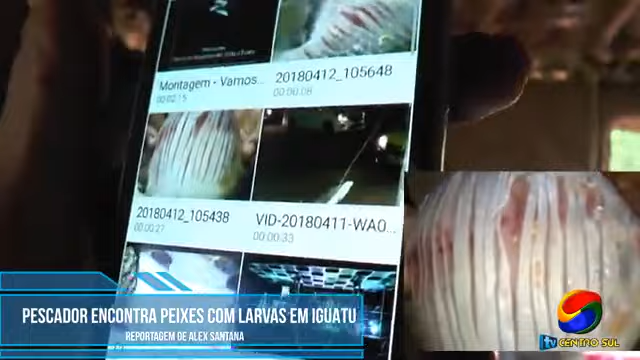 Montagem - Vamos...
00:02:15
20180412_105648
00:00:08
20180412_105438
00:00:27
VID-20180411-WA0...
00:00:33
PESCADOR ENCONTRA PEIXES COM LARVAS EM IGUATU
REPORTAGEM DE ALEX SANTANA
tv CENTRO SUL